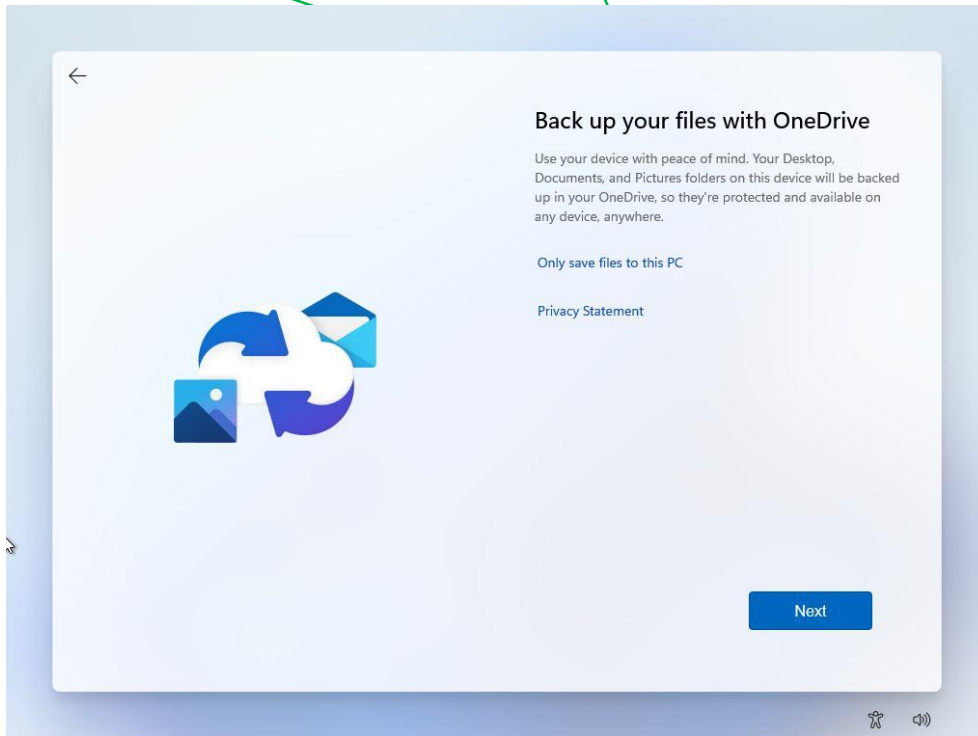 Back up your files with OneDrive
Use your device with peace of mind. Your Desktop,
Documents, and Pictures folders on this device will be backed
up in your OneDrive, so they're protected and available on
any device, anywhere.
Only save files to this PC
Privacy Statement
Next